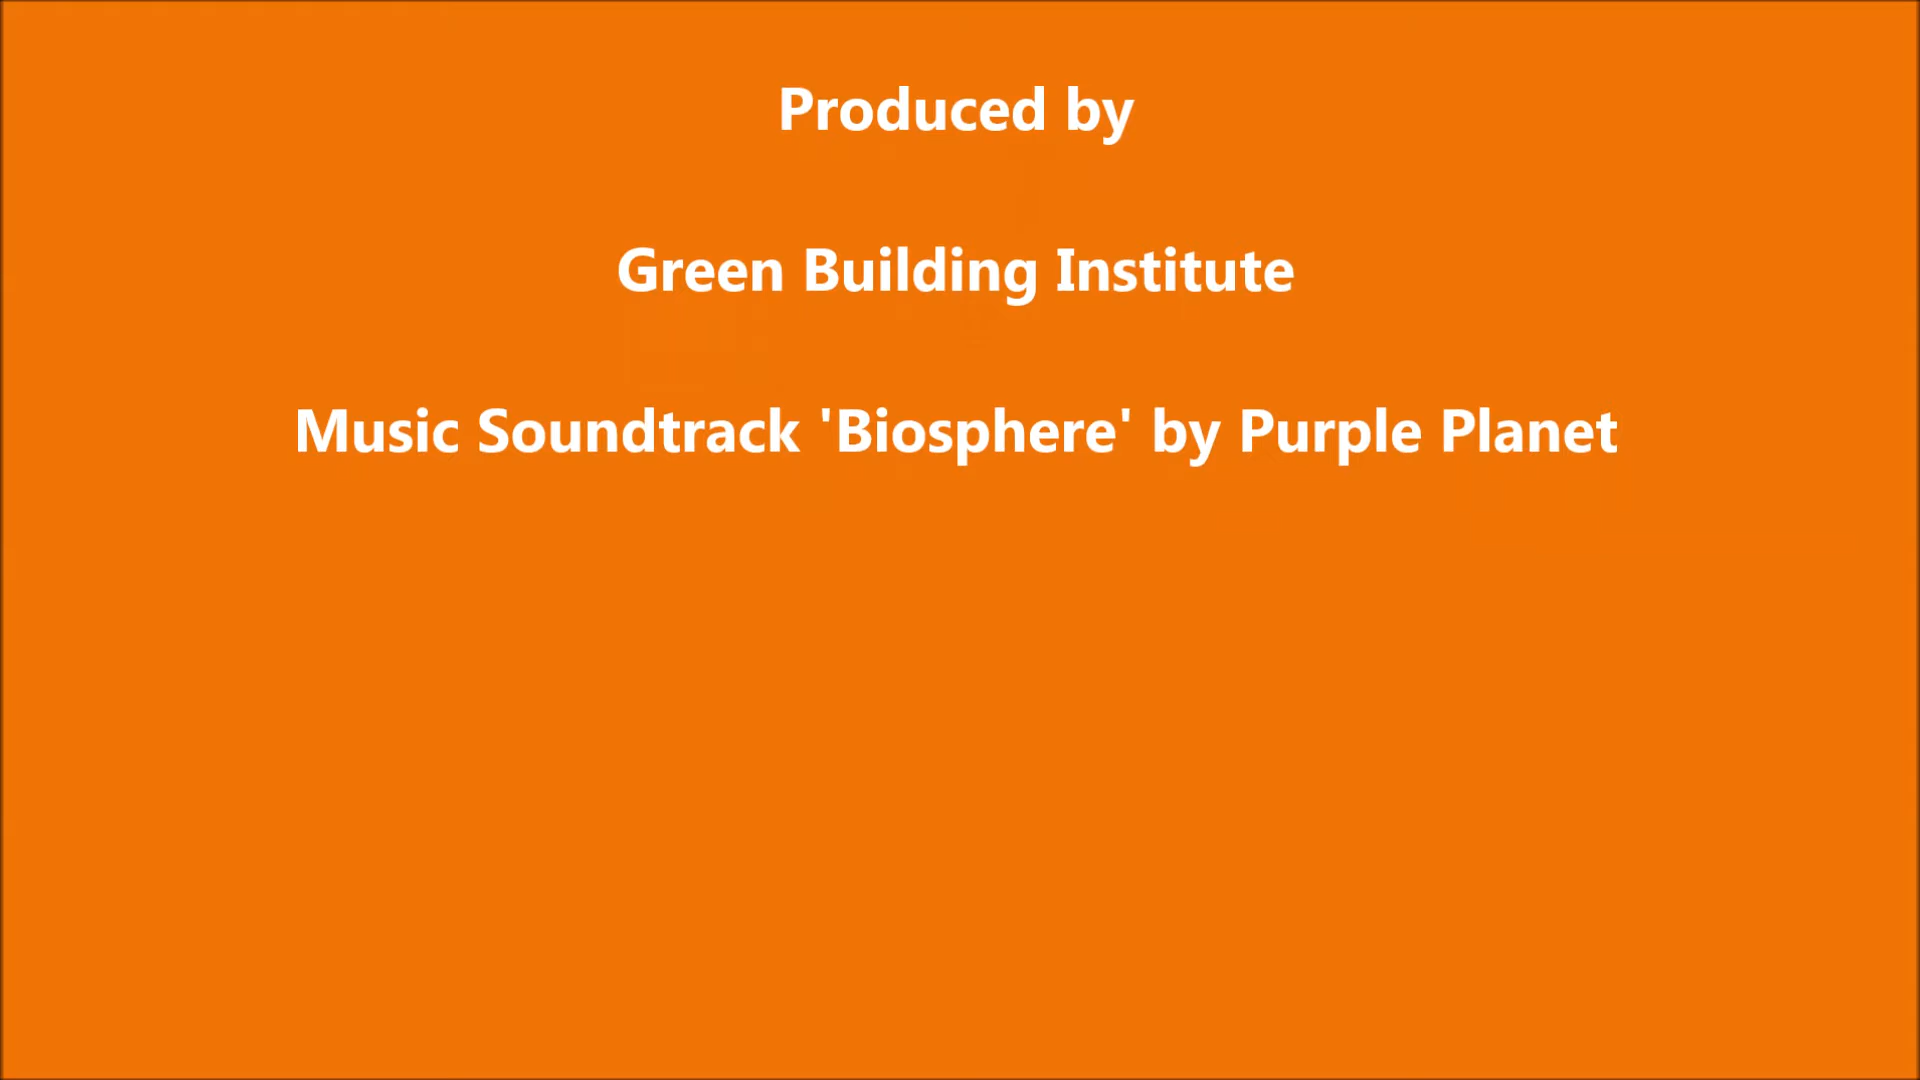 Produced by
Green Building Institute
Music Soundtrack 'Biosphere' by Purple Planet